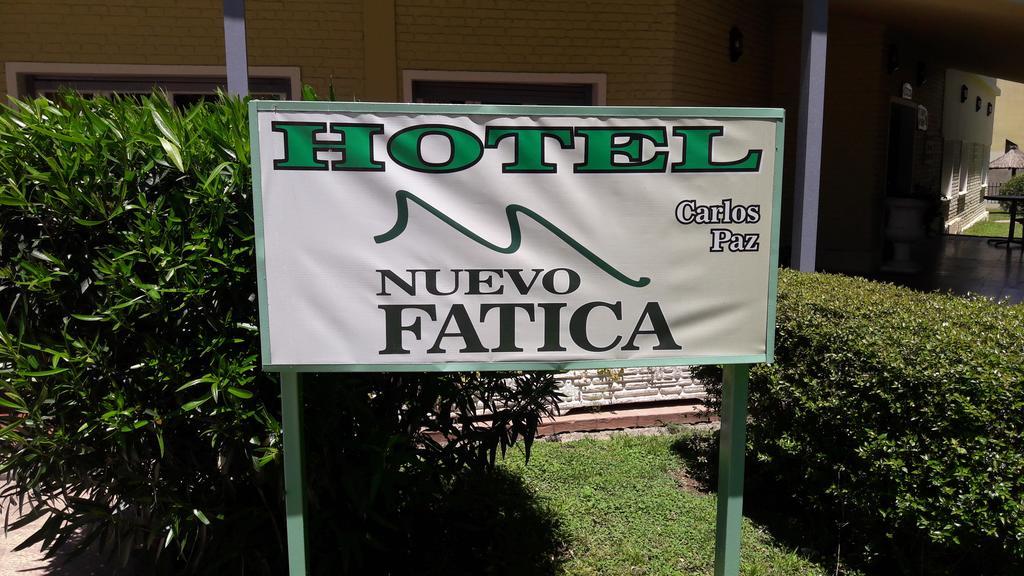 HOTEL
Carlos
Paz
NUEVO
FATICA